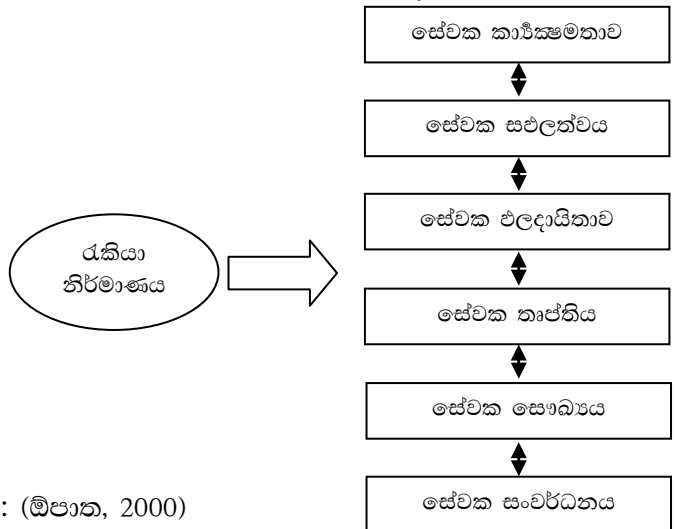 සේවක කාර්‍යක්‍ෂමතාව
සේවක සඵලත්වය
සේවක ඵලදායිතාව
රැකියා
නිර්මාණය
සේවක තෘප්තිය
සේවක සෞඛ්‍යය
සේවක සංවර්ධනය
: (ඕපාත, 2000)